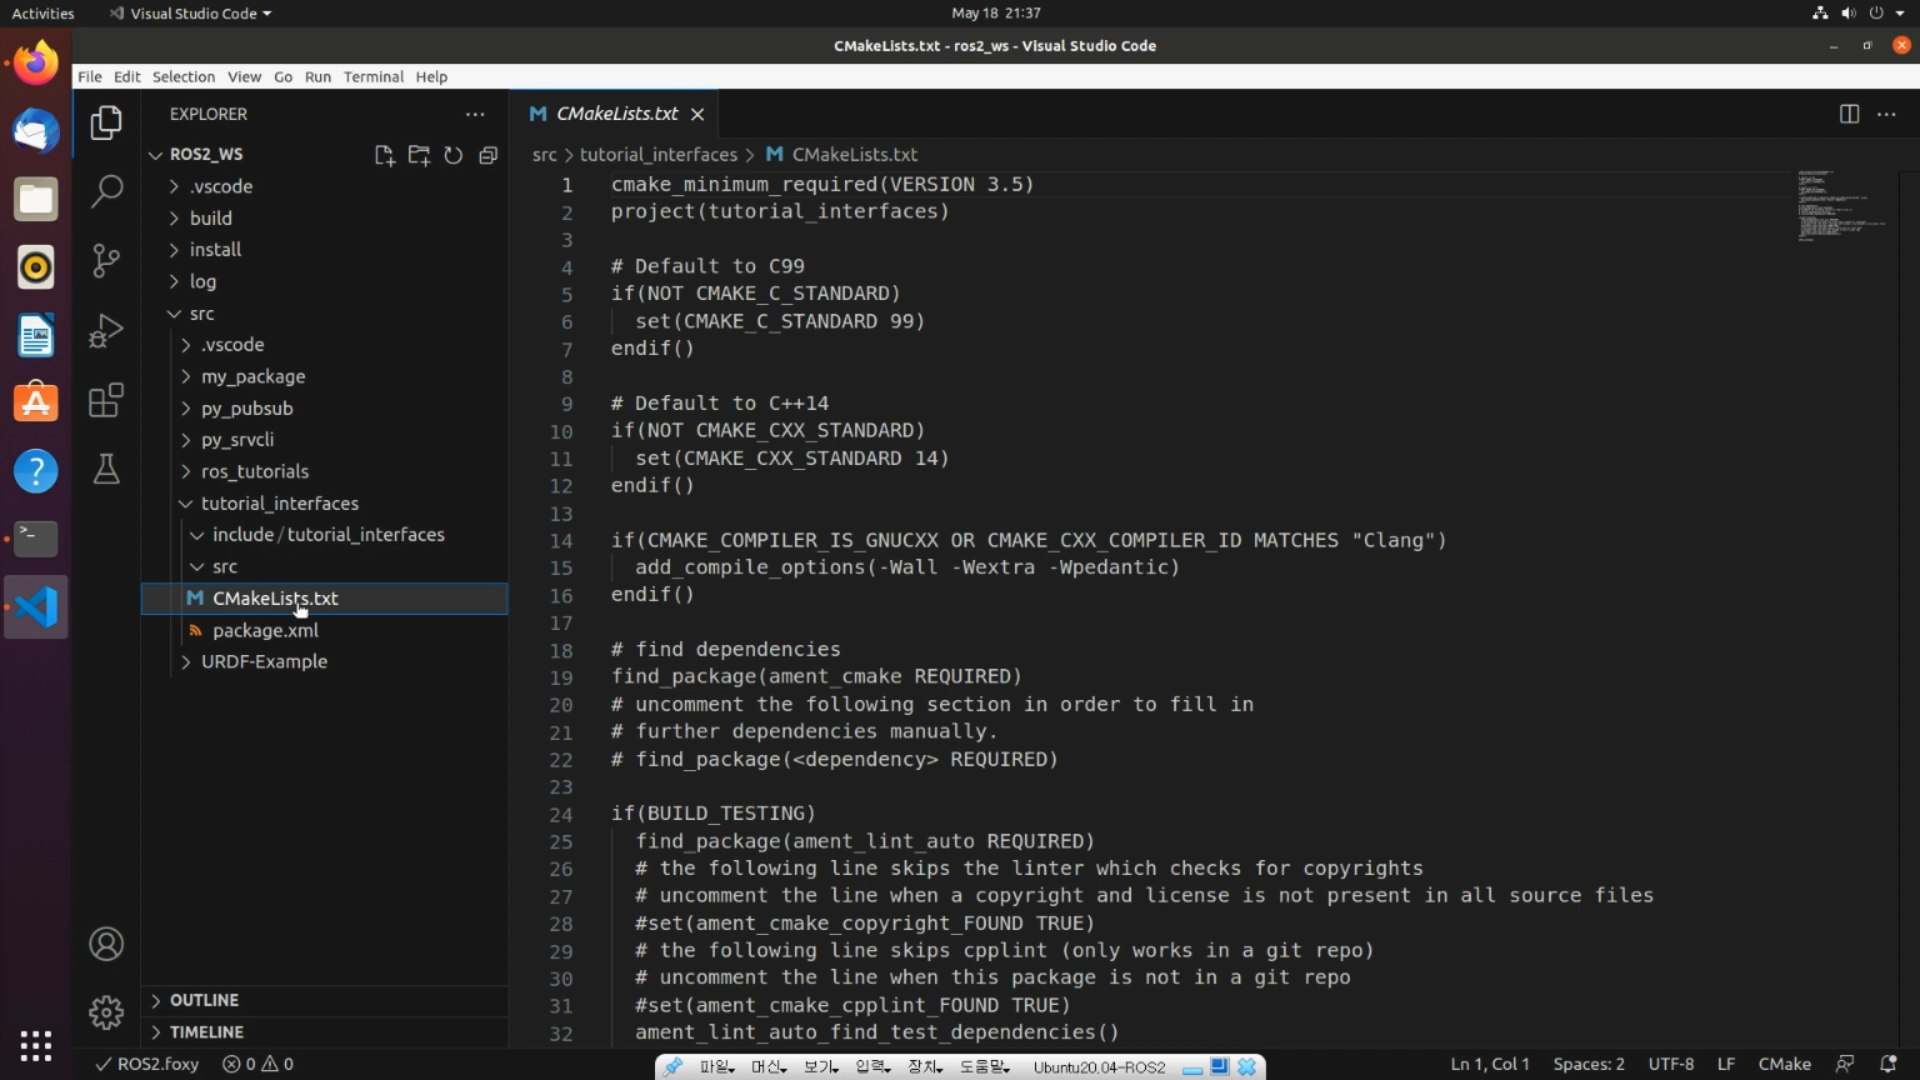 Activities
Visual Studio Code
May 18 21:37
CMakeLists.txt - ros2_ws - Visual Studio Code
File Edit Selection View Go Run Terminal Help
EXPLORER
ROS2_WS
.vscode
build
install
log
src
.vscode
my_package
py_pubsub
py_srvcli
ros_tutorials
tutorial_interfaces
include / tutorial_interfaces
src
CMakeLists.txt
package.xml
URDF-Example
OUTLINE
TIMELINE
CMakeLists.txt
src > tutorial_interfaces > CMakeLists.txt
1 cmake_minimum_required(VERSION 3.5)
2 project(tutorial_interfaces)
3
4 # Default to C99
5 if(NOT CMAKE_C_STANDARD)
6 set(CMAKE_C_STANDARD 99)
7 endif()
8
9 # Default to C++14
10 if(NOT CMAKE_CXX_STANDARD)
11 set(CMAKE_CXX_STANDARD 14)
12 endif()
13
14 if(CMAKE_COMPILER_IS_GNUCXX OR CMAKE_CXX_COMPILER_ID MATCHES "Clang")
15 add_compile_options(-Wall -Wextra -Wpedantic)
16 endif()
17
18 # find dependencies
19 find_package(ament_cmake REQUIRED)
20 # uncomment the following section in order to fill in
21 # further dependencies manually.
22 # find_package(<dependency> REQUIRED)
23
24 if(BUILD_TESTING)
25 find_package(ament_lint_auto REQUIRED)
26 # the following line skips the linter which checks for copyrights
27 # uncomment the line when a copyright and license is not present in all source files
28 #set(ament_cmake_copyright_FOUND TRUE)
29 # the following line skips cpplint (only works in a git repo)
30 # uncomment the line when this package is not in a git repo
31 #set(ament_cmake_cpplint_FOUND TRUE)
32 ament_lint_auto_find_test_dependencies()
ROS2.foxy 0 0
파일 머신 보기 입력 장치 도움말 Ubuntu20.04-ROS2
Ln 1, Col 1 Spaces: 2 UTF-8 LF CMake